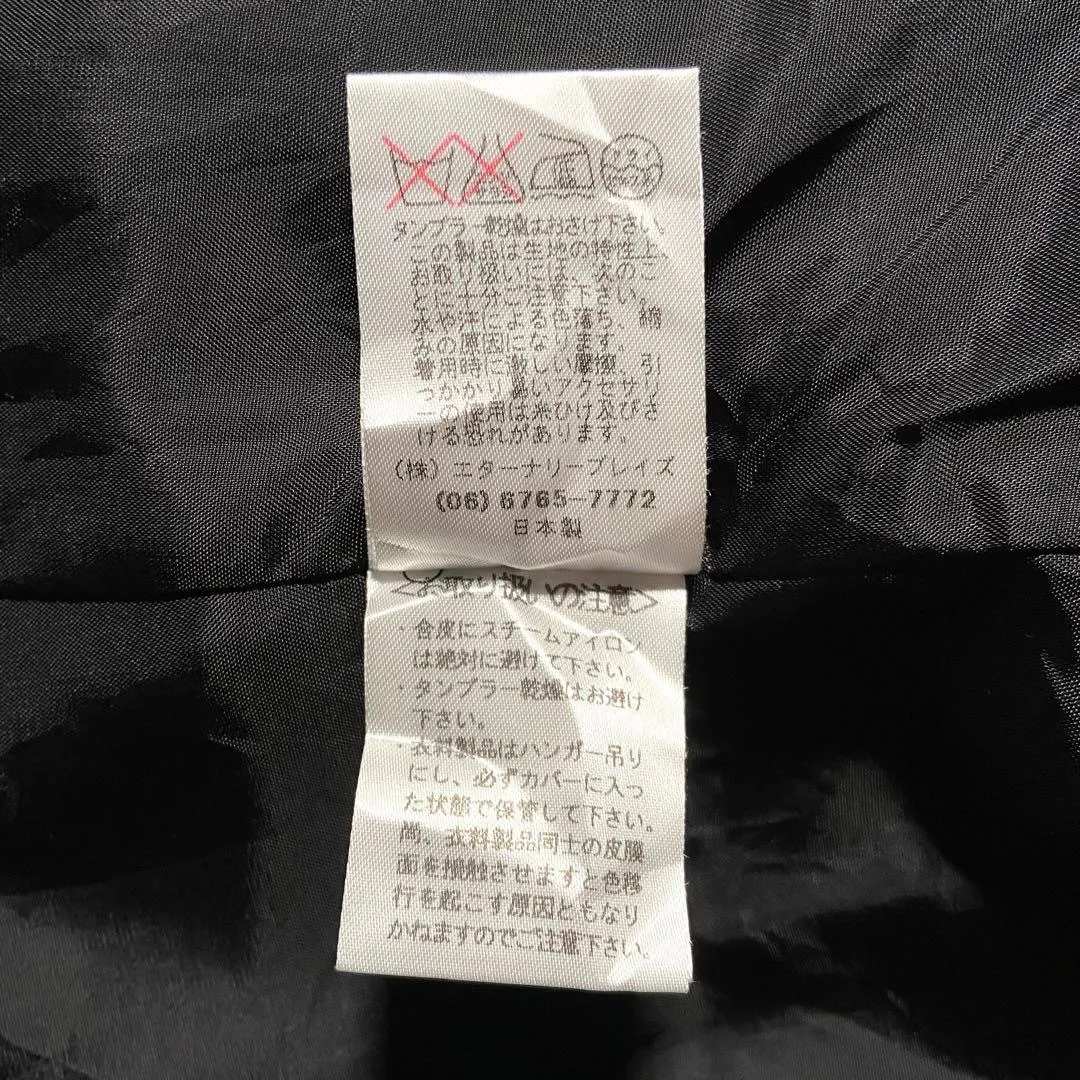 タンブラー乾燥はおさけ下さい。
この製品は生地の特性上
お取り扱いには、次のこ
とに十分ご注意下さい。
水や汗による色落ち、縮
みの原因になります。
着用時に激しい摩擦、引
っかかり易いアクセサリ
ーの使用は糸ひけ及びさ
ける恐れがあります。
(株)エターナリーブレイズ
(06)6765-7772
日本製
<お取り扱いの注意>
・合皮にスチームアイロン
は絶対に避けて下さい。
・タンブラー乾燥はお避け
下さい。
・衣料製品はハンガー吊り
にし、必ずカバーに入っ
た状態で保管して下さい。
尚、衣料製品同士の皮膜
面を接触させますと色移
行を起こす原因ともなり
かねますのでご注意下さい。